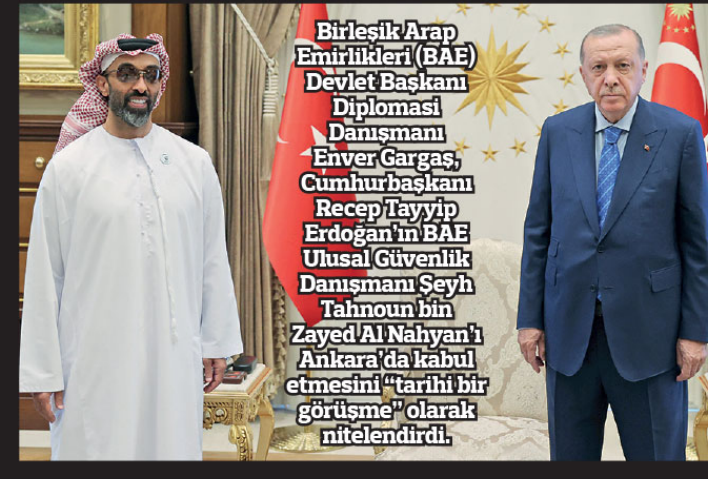 Birleşik Arap
Emirlikleri (BAE)
Devlet Başkanı
Diplomasi
Danışmanı
Enver Gargaş,
Cumhurbaşkanı
Recep Tayyip
Erdoğan’ın BAE
Ulusal Güvenlik
Danışmanı Şeyh
Tahnoun bin
Zayed Al Nahyan’ı
Ankara’da kabul
etmesini “tarihi bir
görüşme” olarak
nitelendirdi.